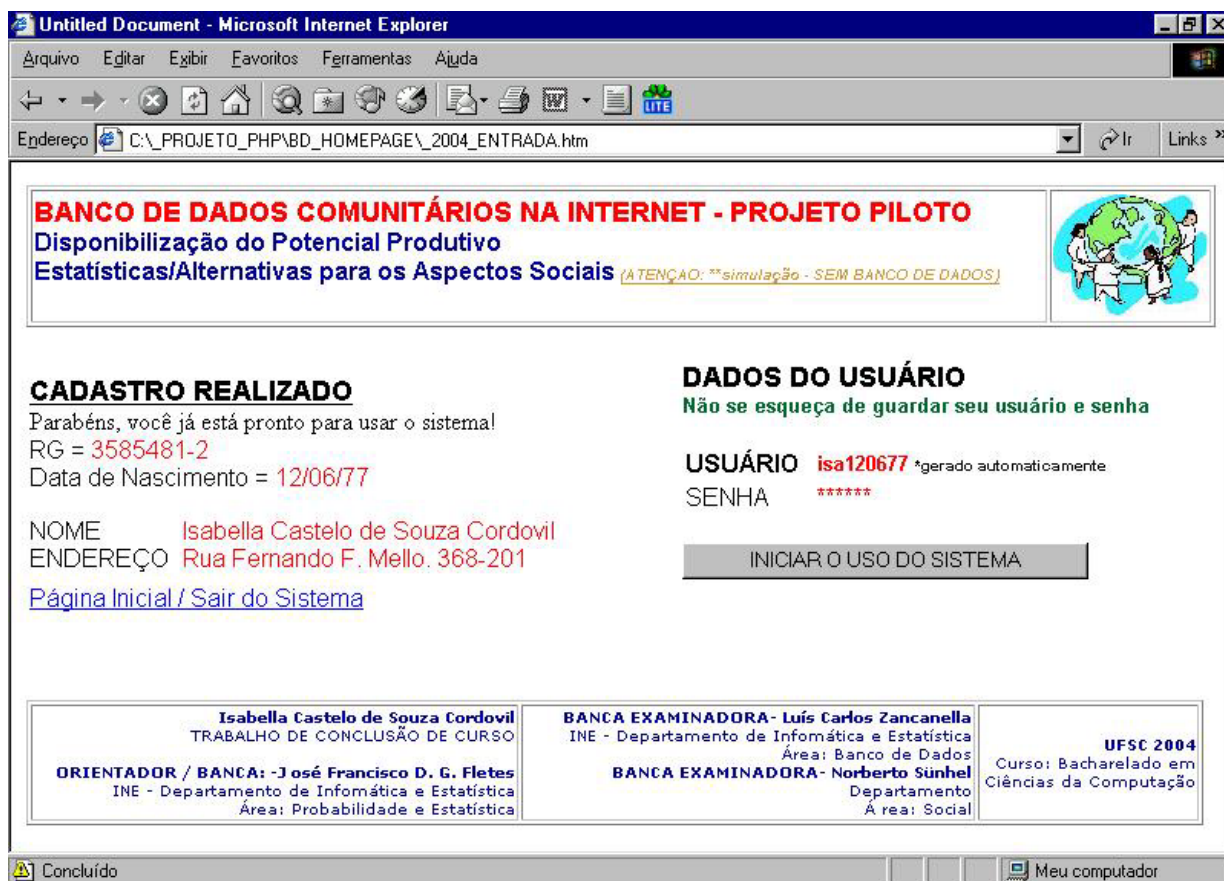 Untitled Document - Microsoft Internet Explorer
Arquivo Editar Exibir Favoritos Ferramentas Ajuda
LITE
Endereço C:\_PROJETO_PHP\BD_HOMEPAGE\_2004_ENTRADA.htm Ir Links »
BANCO DE DADOS COMUNITÁRIOS NA INTERNET - PROJETO PILOTO
Disponibilização do Potencial Produtivo
Estatísticas/Alternativas para os Aspectos Sociais (ATENÇAO: **simulação - SEM BANCO DE DADOS)
CADASTRO REALIZADO
Parabéns, você já está pronto para usar o sistema!
RG = 3585481-2
Data de Nascimento = 12/06/77
NOME Isabella Castelo de Souza Cordovil
ENDEREÇO Rua Fernando F. Mello. 368-201
Página Inicial / Sair do Sistema
DADOS DO USUÁRIO
Não se esqueça de guardar seu usuário e senha
USUÁRIO isa120677 *gerado automaticamente
SENHA ******
INICIAR O USO DO SISTEMA
Isabella Castelo de Souza Cordovil
TRABALHO DE CONCLUSÃO DE CURSO
ORIENTADOR / BANCA: -José Francisco D. G. Fletes
INE - Departamento de Infomática e Estatística
Área: Probabilidade e Estatística
BANCA EXAMINADORA- Luís Carlos Zancanella
INE - Departamento de Infomática e Estatística
Área: Banco de Dados
BANCA EXAMINADORA- Norberto Sünhel
Departamento
Á rea: Social
UFSC 2004
Curso: Bacharelado em
Ciências da Computação
Concluído Meu computador